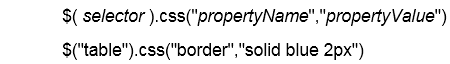 $( selector ).css("propertyName","propertyValue")
$("table").css("border","solid blue 2px")